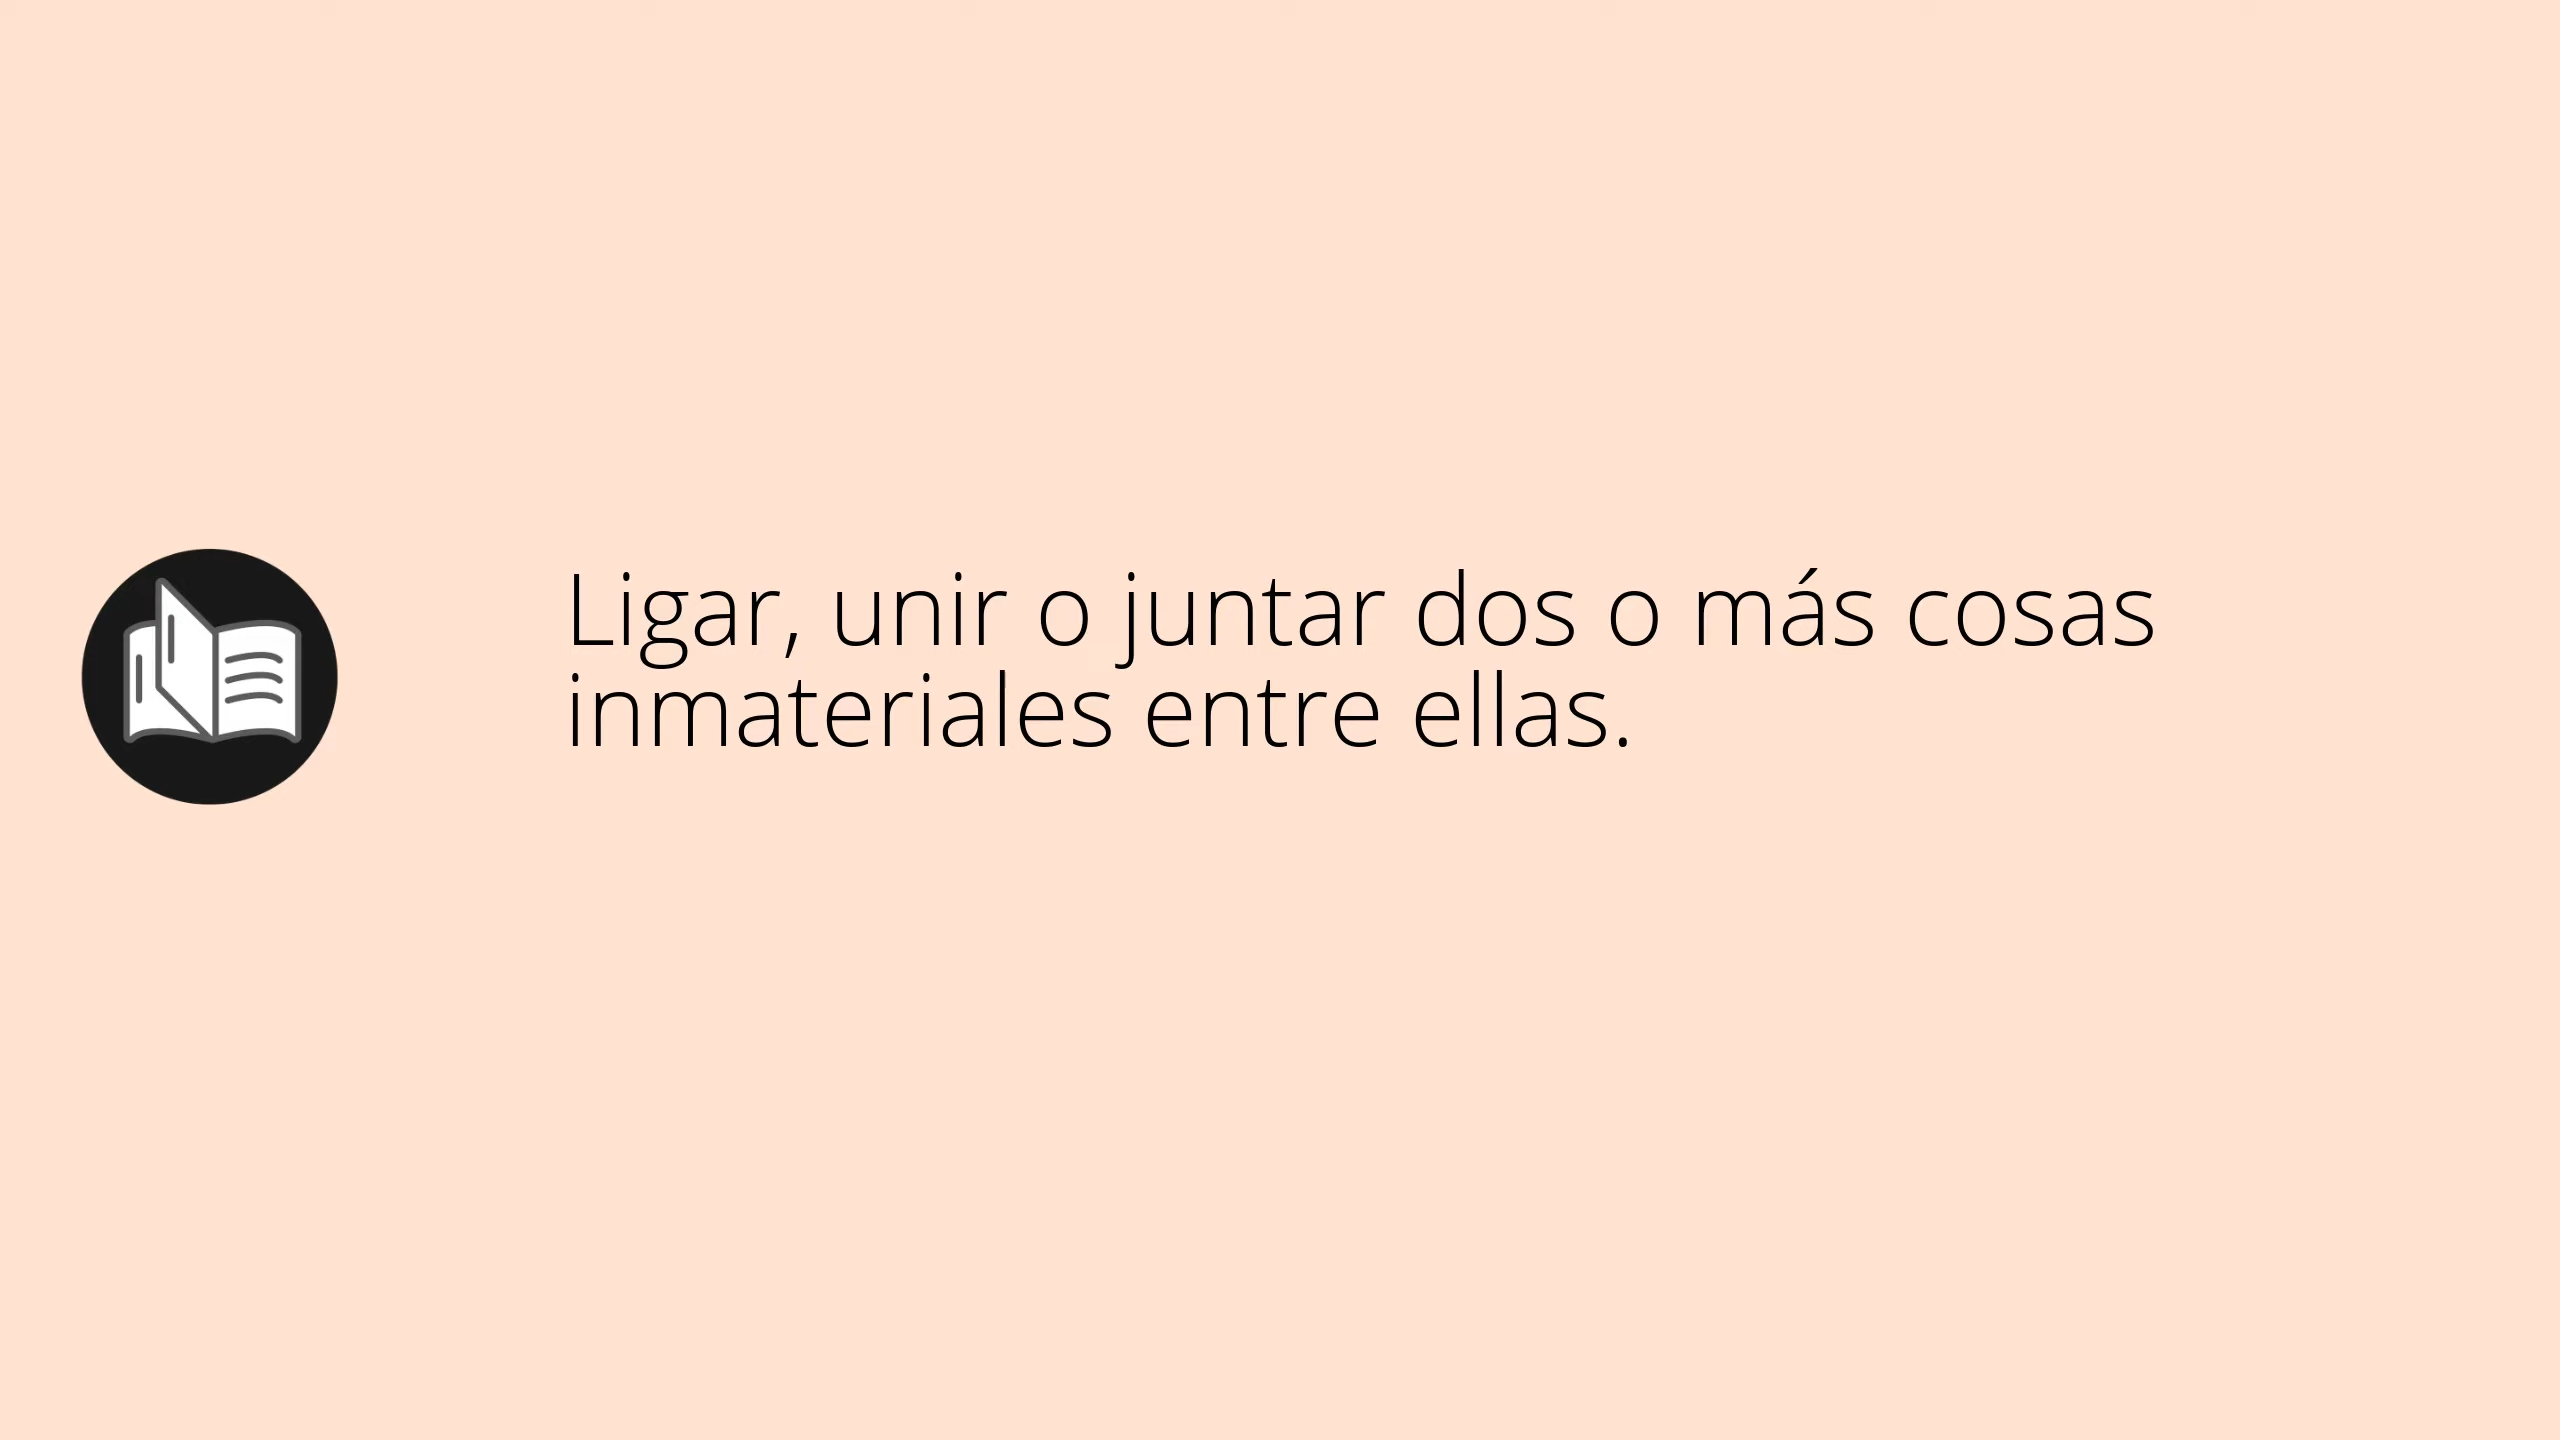 Ligar, unir o juntar dos o más cosas
inmateriales entre ellas.